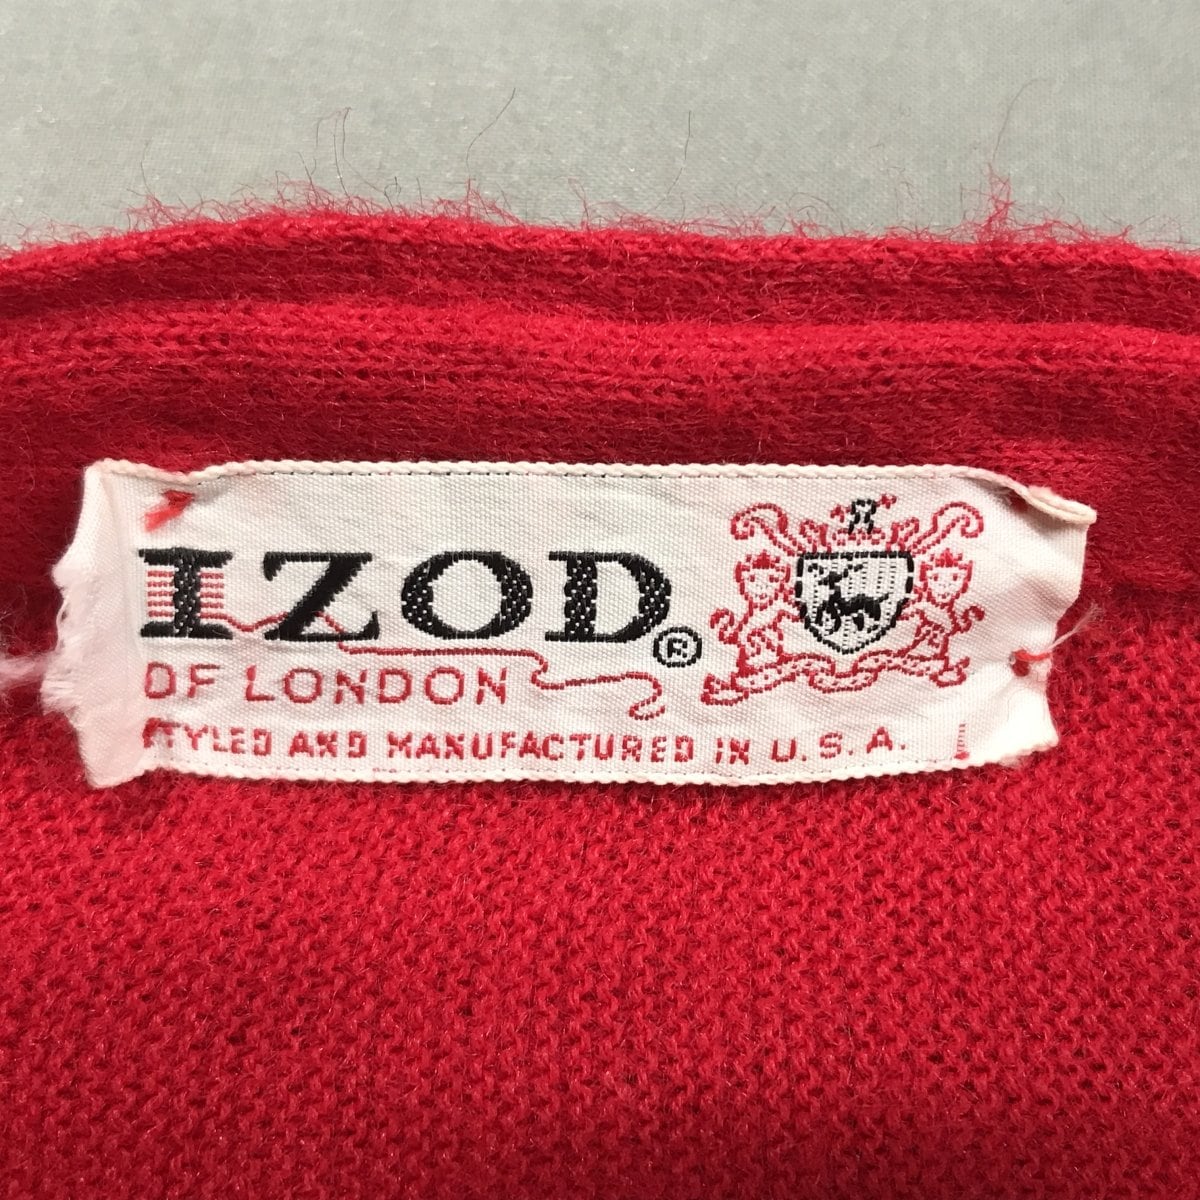 IZOD®
OF LONDON
STYLED AND MANUFACTURED IN U.S.A.